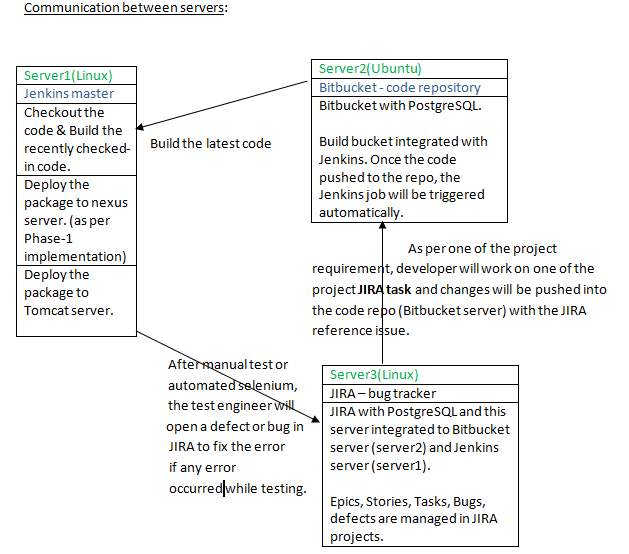 Communication between servers:
Server1(Linux)
Jenkins master
Checkout the
code & Build the
recently checked-
in code.
Deploy the
package to nexus
server. (as per
Phase-1
implementation)
Deploy the
package to
Tomcat server.
Build the latest code
Server2(Ubuntu)
Bitbucket - code repository
Bitbucket with PostgreSQL.
Build bucket integrated with
Jenkins. Once the code
pushed to the repo, the
Jenkins job will be triggered
automatically.
As per one of the project
requirement, developer will work on one of the
project JIRA task and changes will be pushed into
the code repo (Bitbucket server) with the JIRA
reference issue.
After manual test or
automated selenium,
the test engineer will
open a defect or bug in
JIRA to fix the error
if any error
occurred while testing.
Server3(Linux)
JIRA – bug tracker
JIRA with PostgreSQL and this
server integrated to Bitbucket
server (server2) and Jenkins
server (server1).
Epics, Stories, Tasks, Bugs,
defects are managed in JIRA
projects.